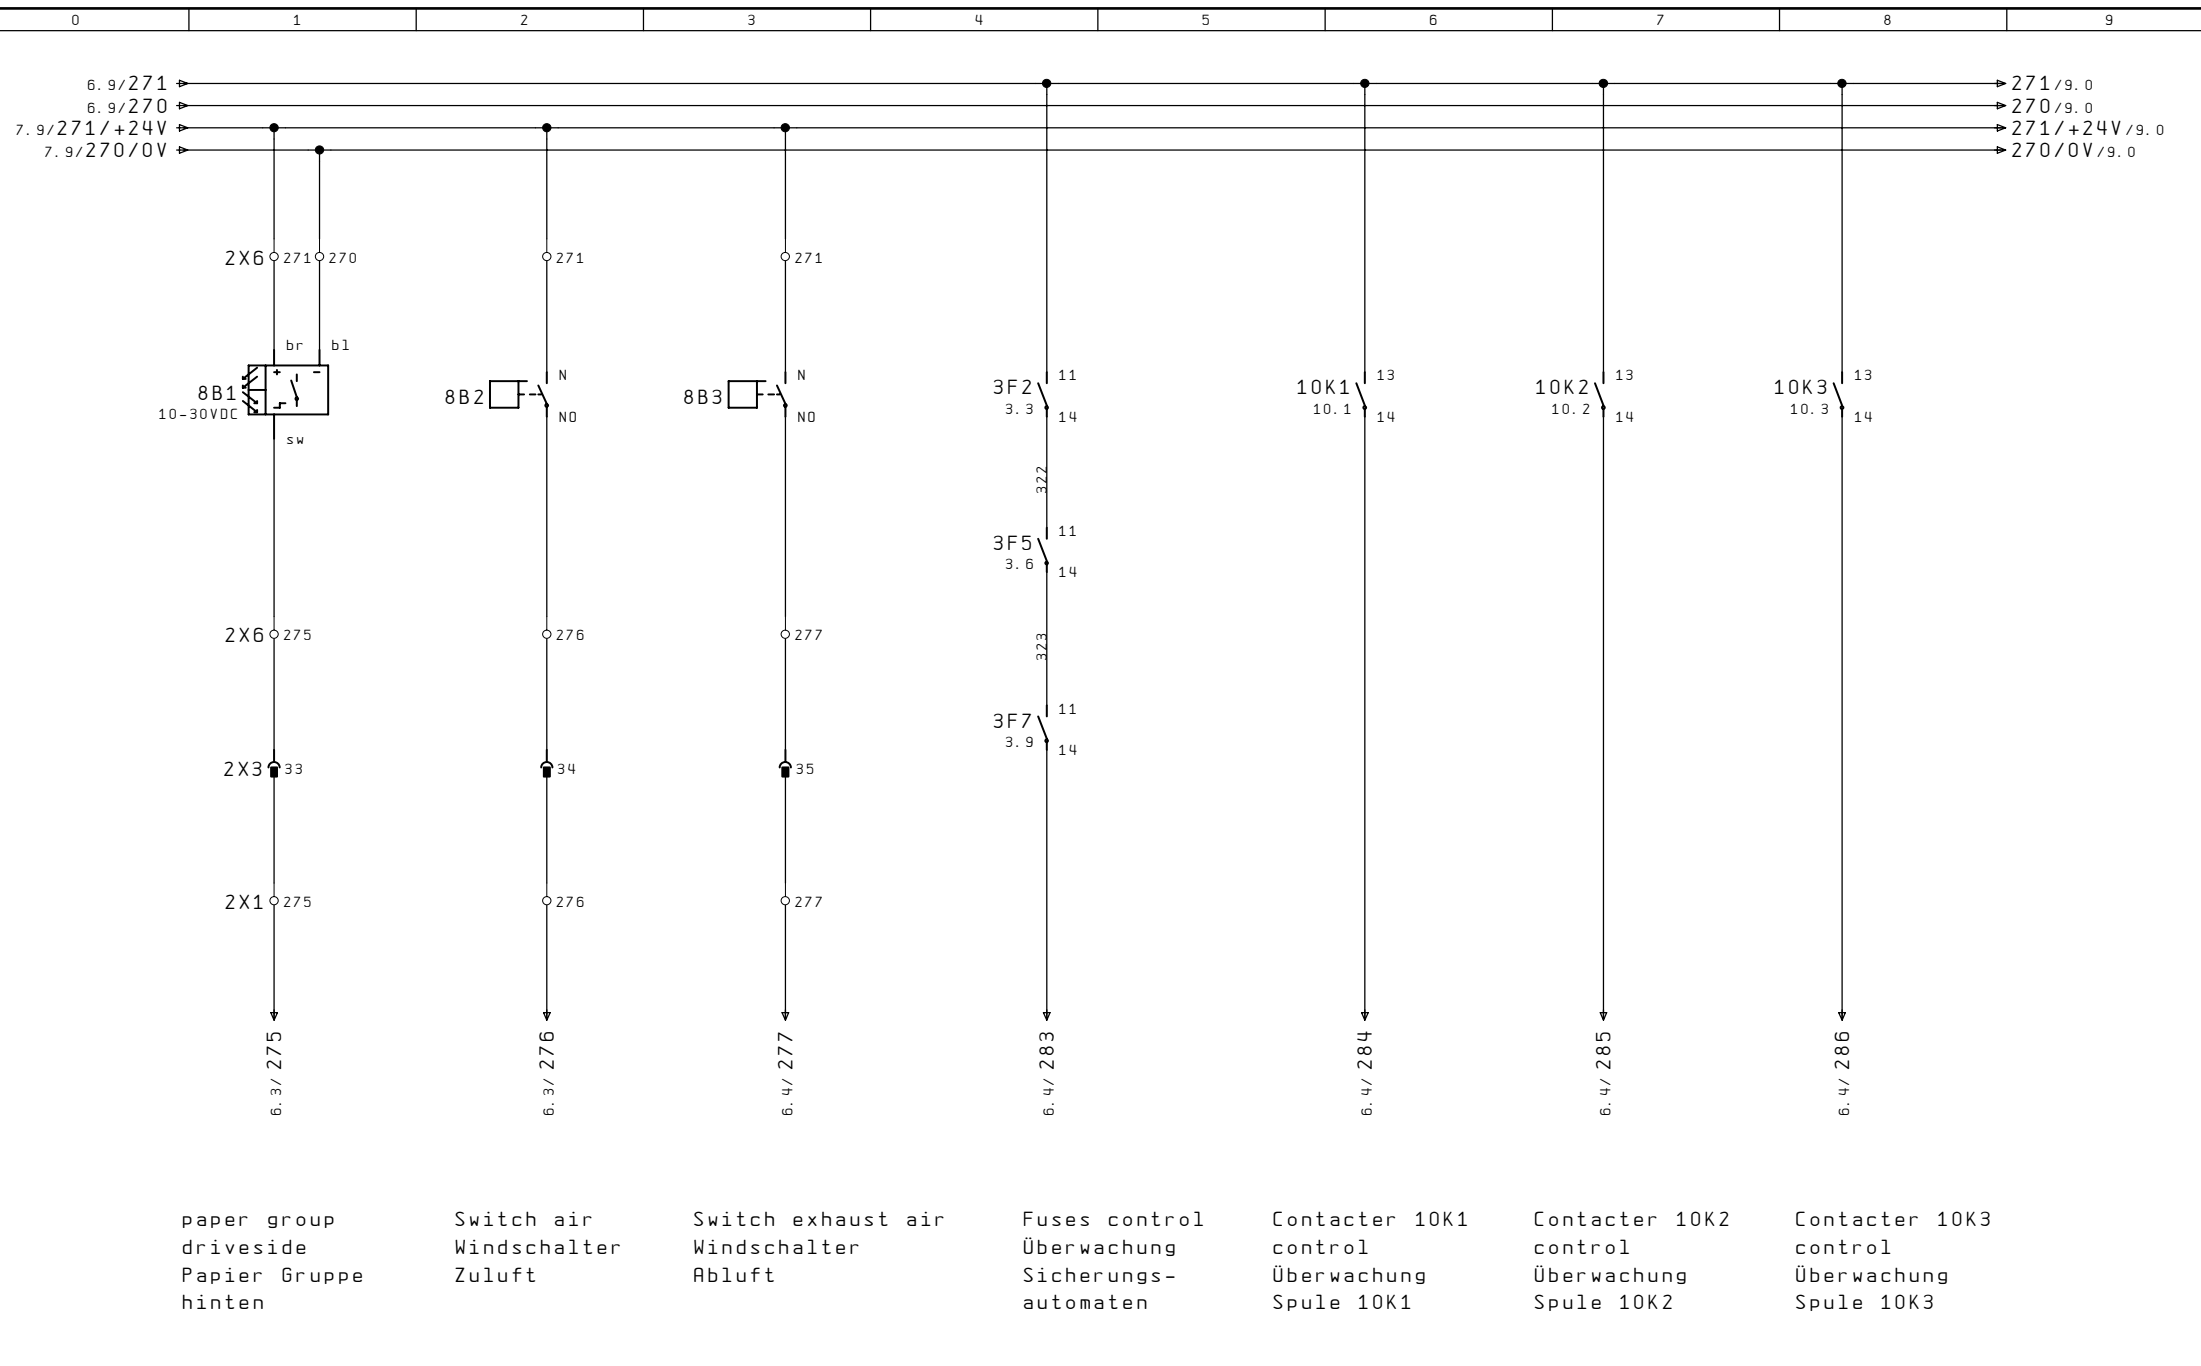 0 1 2 3 4 5 6 7 8 9
6.9/271 271/9.0
6.9/270 270/9.0
7.9/271/+24V 271/+24V/9.0
7.9/270/0V 270/0V/9.0
2X6 271 270 271 271
br bl
8B1
10-30VDC
+ -
sw
8B2 N
NO
8B3 N
NO
3F2 11
3.3 14
10K1 13
10.1 14
10K2 13
10.2 14
10K3 13
10.3 14
322
3F5 11
3.6 14
323
2X6 275 276 277
3F7 11
3.9 14
2X3 33 34 35
2X1 275 276 277
6.3/275
6.3/276
6.4/277
6.4/283
6.4/284
6.4/285
6.4/286
paper group
driveside
Papier Gruppe
hinten
Switch air
Windschalter
Zuluft
Switch exhaust air
Windschalter
Abluft
Fuses control
Überwachung
Sicherungs-
automaten
Contacter 10K1
control
Überwachung
Spule 10K1
Contacter 10K2
control
Überwachung
Spule 10K2
Contacter 10K3
control
Überwachung
Spule 10K3